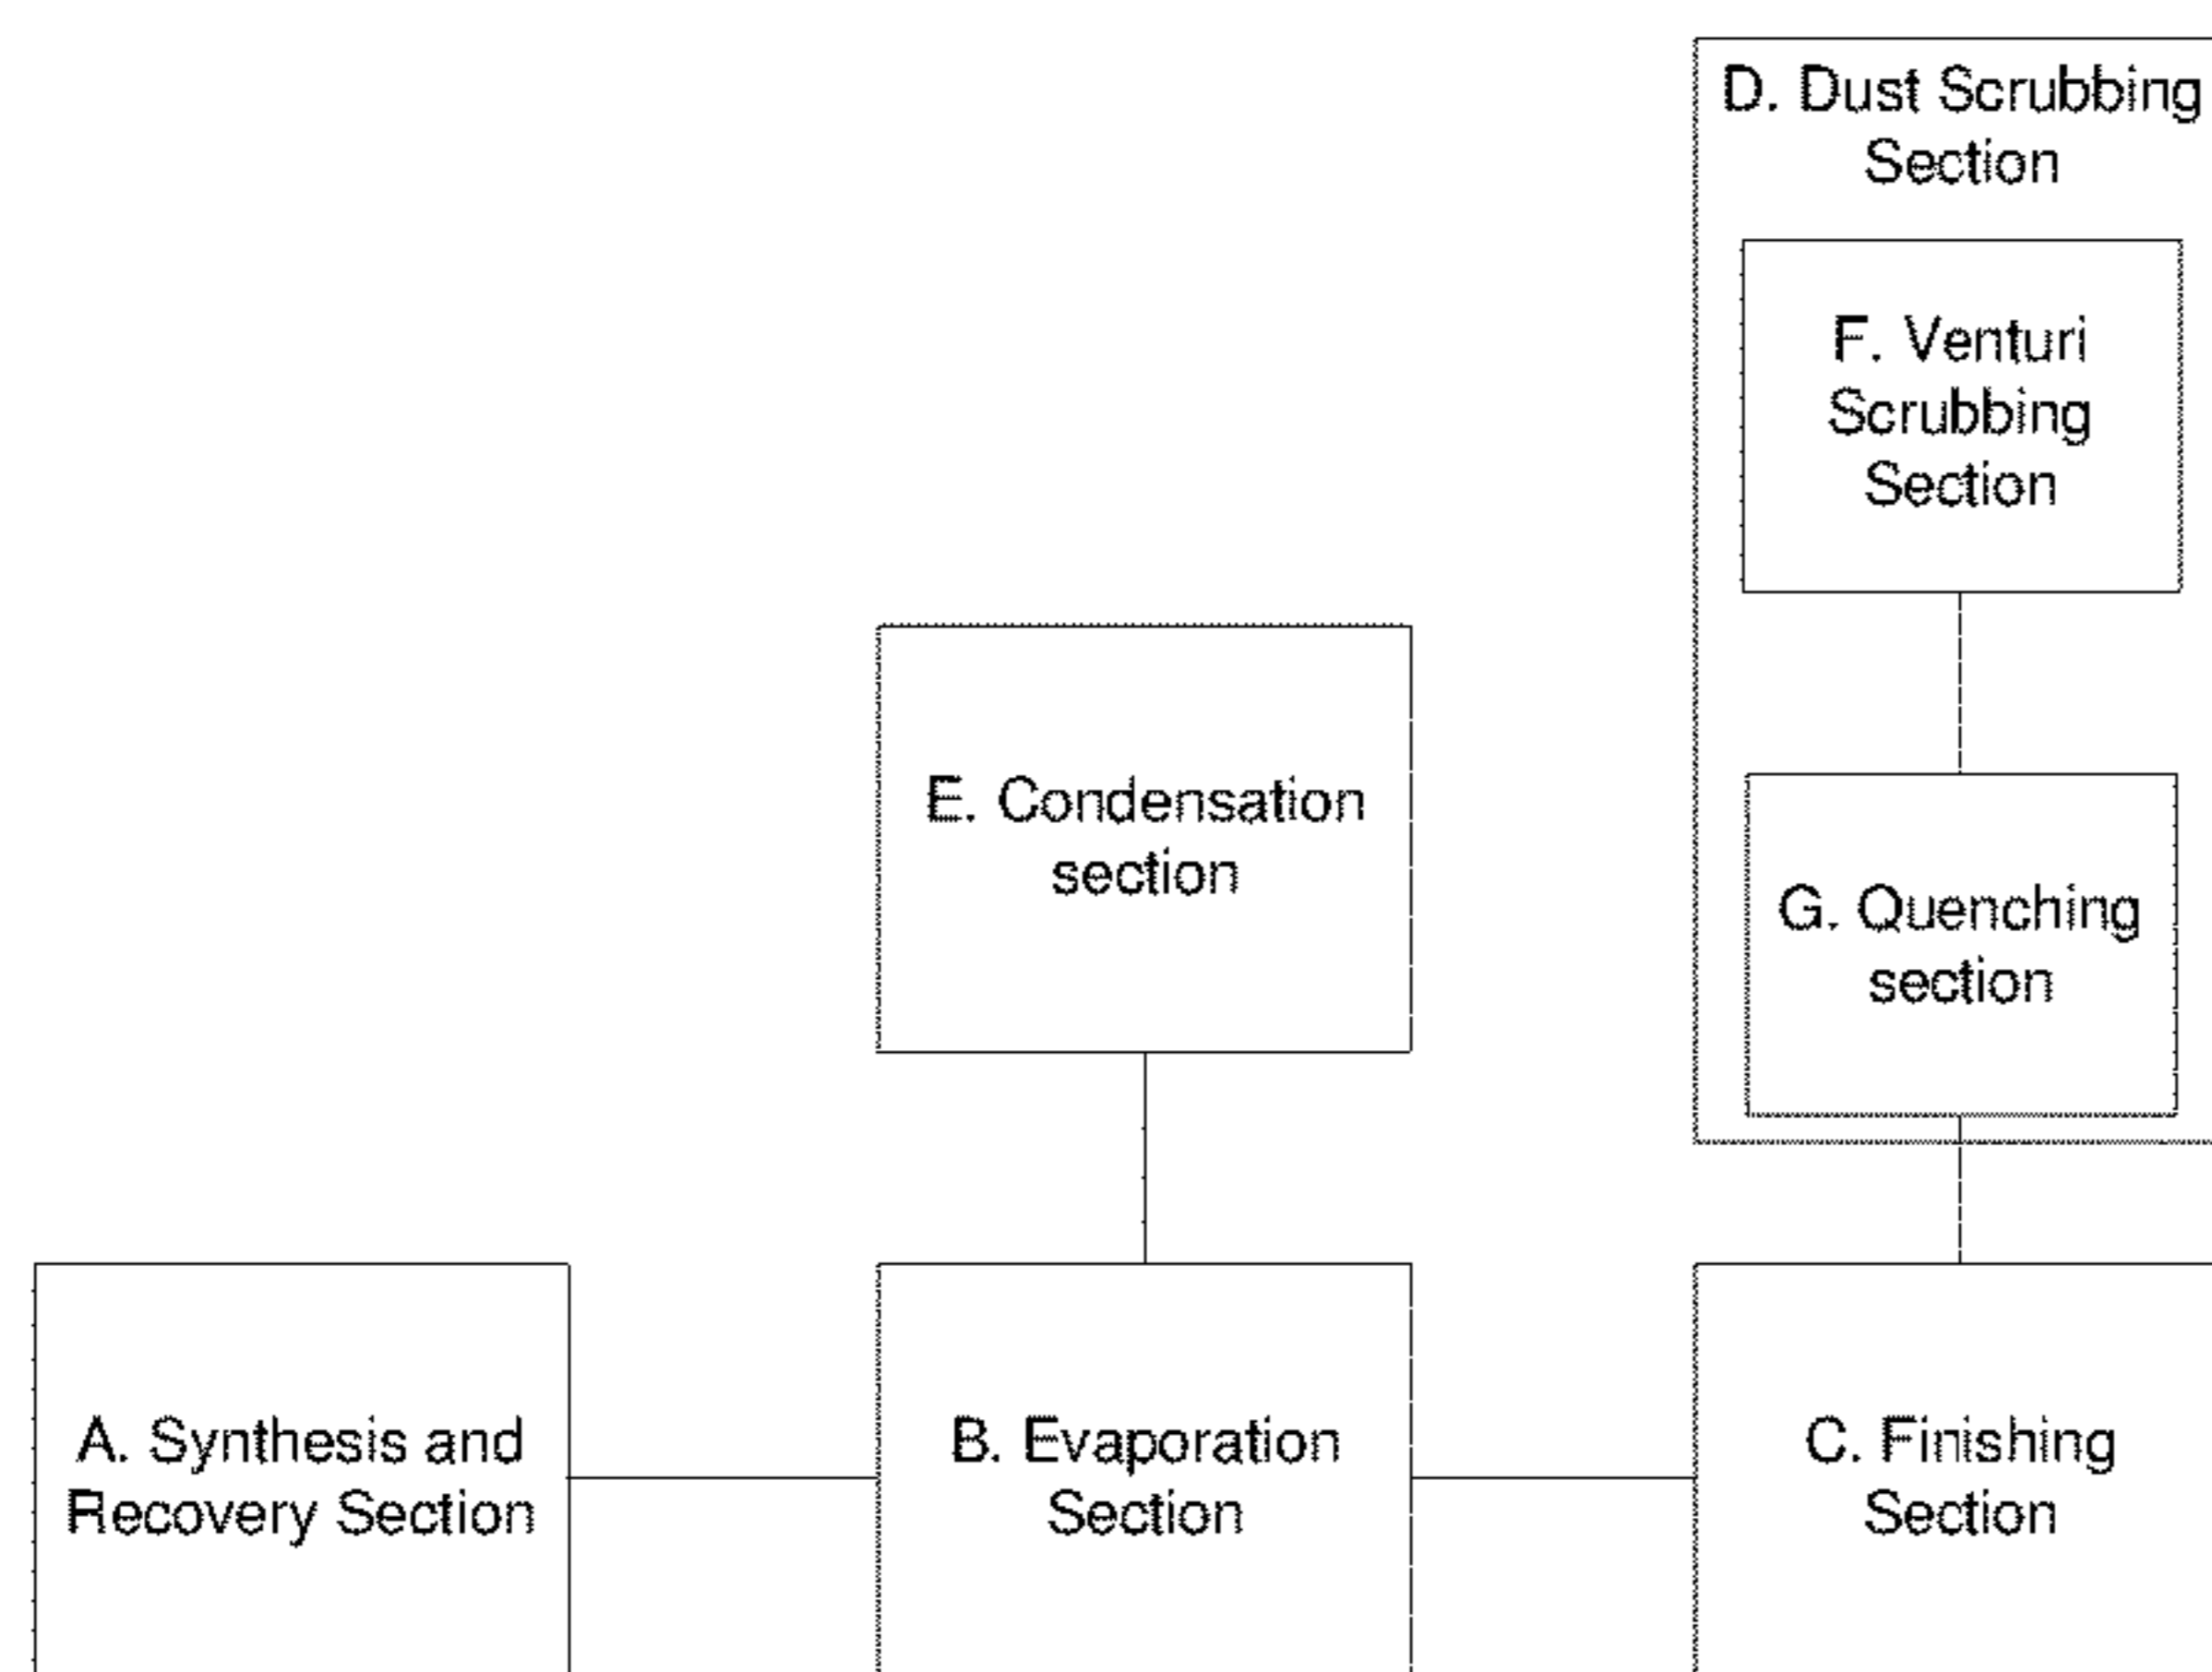 D. Dust Scrubbing
Section
F. Venturi
Scrubbing
Section
E. Condensation
section
G. Quenching
section
A. Synthesis and
Recovery Section
B. Evaporation
Section
C. Finishing
Section